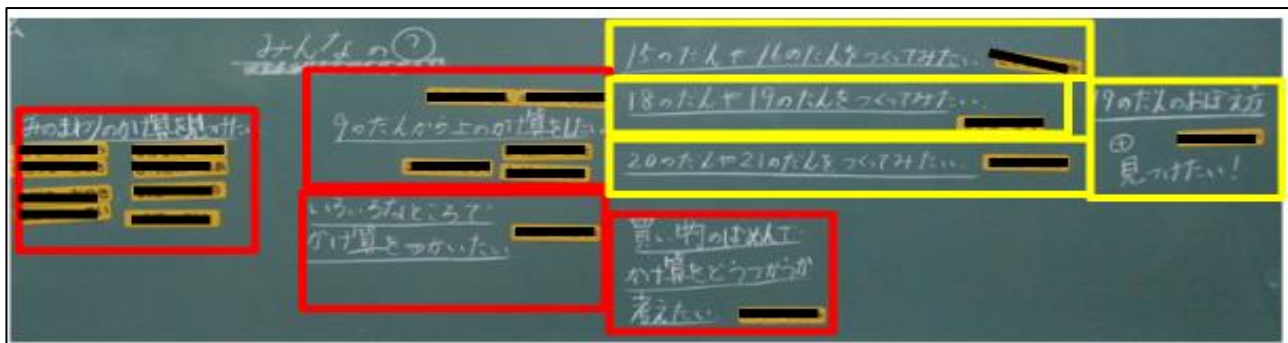 みんなの?
みのまわりのかけ算を見つけたい
9のだんから上のかけ算をしたい
いろいろなところで
かけ算をつかいたい
15のだんや16のだんをつくってみたい
18のだんや19のだんをつくってみたい
20のだんや21のだんをつくってみたい
買い物のばめんで
かけ算をどうつかうか
考えたい
19のだんのおぼえ方
見つけたい!